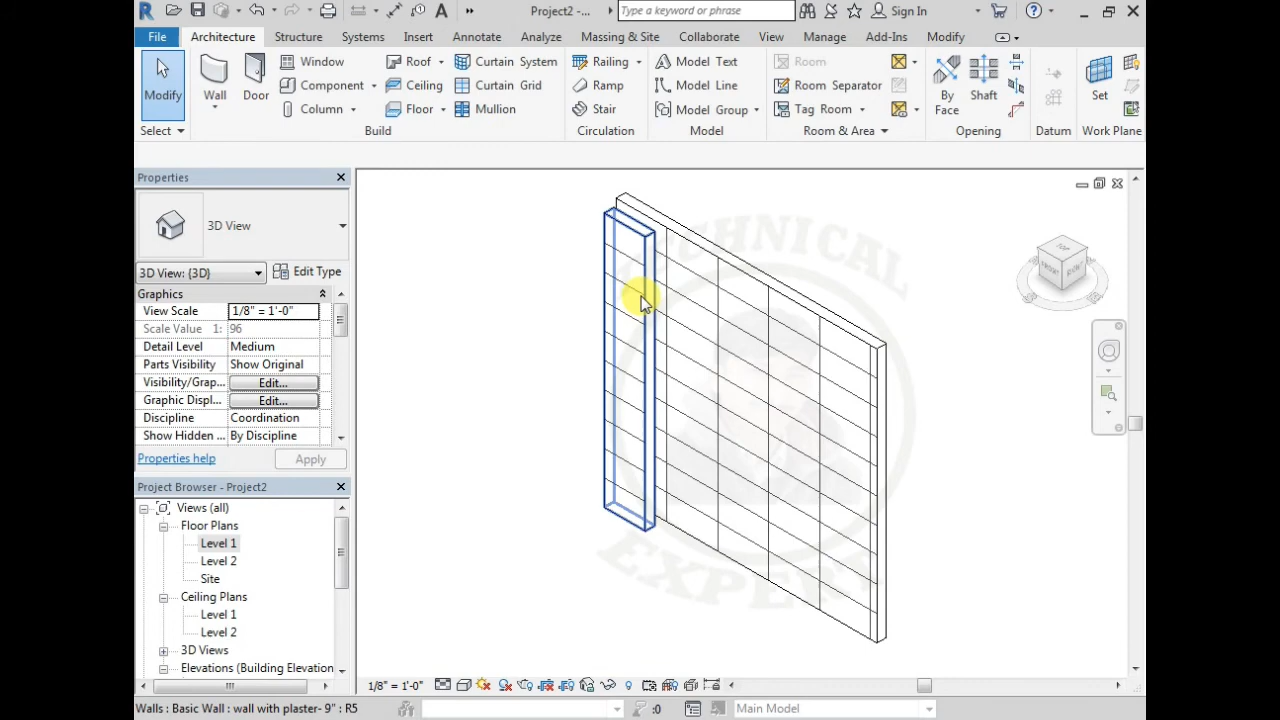 Project2 -...
Type a keyword or phrase
Sign In
File
Architecture
Structure
Systems
Insert
Annotate
Analyze
Massing & Site
Collaborate
View
Manage
Add-Ins
Modify
Modify
Wall
Door
Window
Component
Column
Roof
Ceiling
Floor
Curtain System
Curtain Grid
Mullion
Railing
Ramp
Stair
Model Text
Model Line
Model Group
Room
Room Separator
Tag Room
By
Face
Shaft
Set
Select
Build
Circulation
Model
Room & Area
Opening
Datum
Work Plane
Properties
3D View
3D View: {3D}
Edit Type
Graphics
View Scale 1/8" = 1'-0"
Scale Value 1: 96
Detail Level Medium
Parts Visibility Show Original
Visibility/Grap... Edit...
Graphic Displ... Edit...
Discipline Coordination
Show Hidden ... By Discipline
Properties help
Apply
Project Browser - Project2
Views (all)
Floor Plans
Level 1
Level 2
Site
Ceiling Plans
Level 1
Level 2
3D Views
Elevations (Building Elevation
TECHNICAL
EXPERT
TOP
FRONT
RIGHT
1/8" = 1'-0"
Walls : Basic Wall : wall with plaster- 9" : R5
:0
Main Model